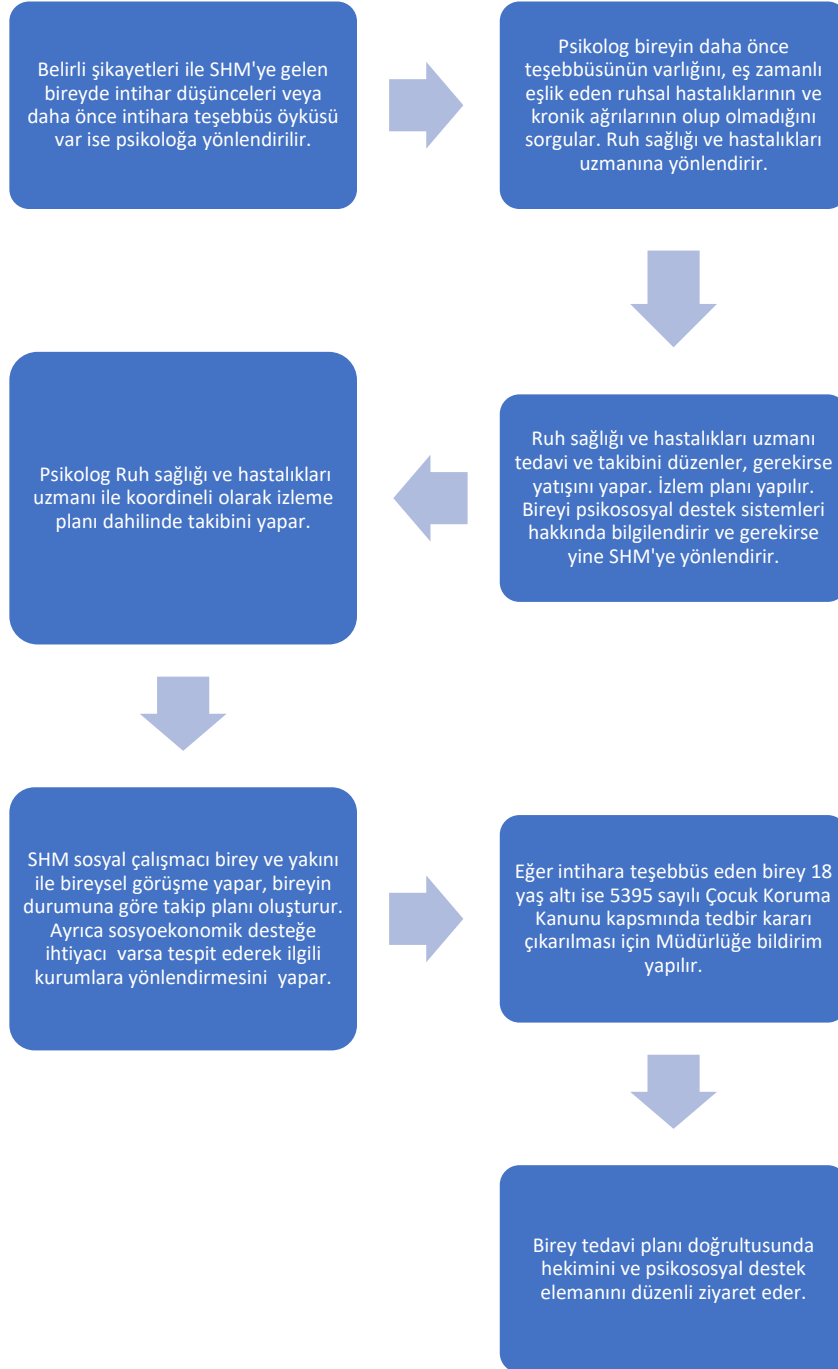 Belirli şikayetleri ile SHM'ye gelen
bireyde intihar düşünceleri veya
daha önce intihara teşebbüs öyküsü
var ise psikoloğa yönlendirilir.
Psikolog bireyin daha önce
teşebbüsünün varlığını, eş zamanlı
eşlik eden ruhsal hastalıklarının ve
kronik ağrılarının olup olmadığını
sorgular. Ruh sağlığı ve hastalıkları
uzmanına yönlendirir.
Ruh sağlığı ve hastalıkları uzmanı
tedavi ve takibini düzenler, gerekirse
yatışını yapar. İzlem planı yapılır.
Bireyi psikososyal destek sistemleri
hakkında bilgilendirir ve gerekirse
yine SHM'ye yönlendirir.
Psikolog Ruh sağlığı ve hastalıkları
uzmanı ile koordineli olarak izleme
planı dahilinde takibini yapar.
SHM sosyal çalışmacı birey ve yakını
ile bireysel görüşme yapar, bireyin
durumuna göre takip planı oluşturur.
Ayrıca sosyoekonomik desteğe
ihtiyacı varsa tespit ederek ilgili
kurumlara yönlendirmesini yapar.
Eğer intihara teşebbüs eden birey 18
yaş altı ise 5395 sayılı Çocuk Koruma
Kanunu kapsmında tedbir kararı
çıkarılması için Müdürlüğe bildirim
yapılır.
Birey tedavi planı doğrultusunda
hekimini ve psikososyal destek
elemanını düzenli ziyaret eder.